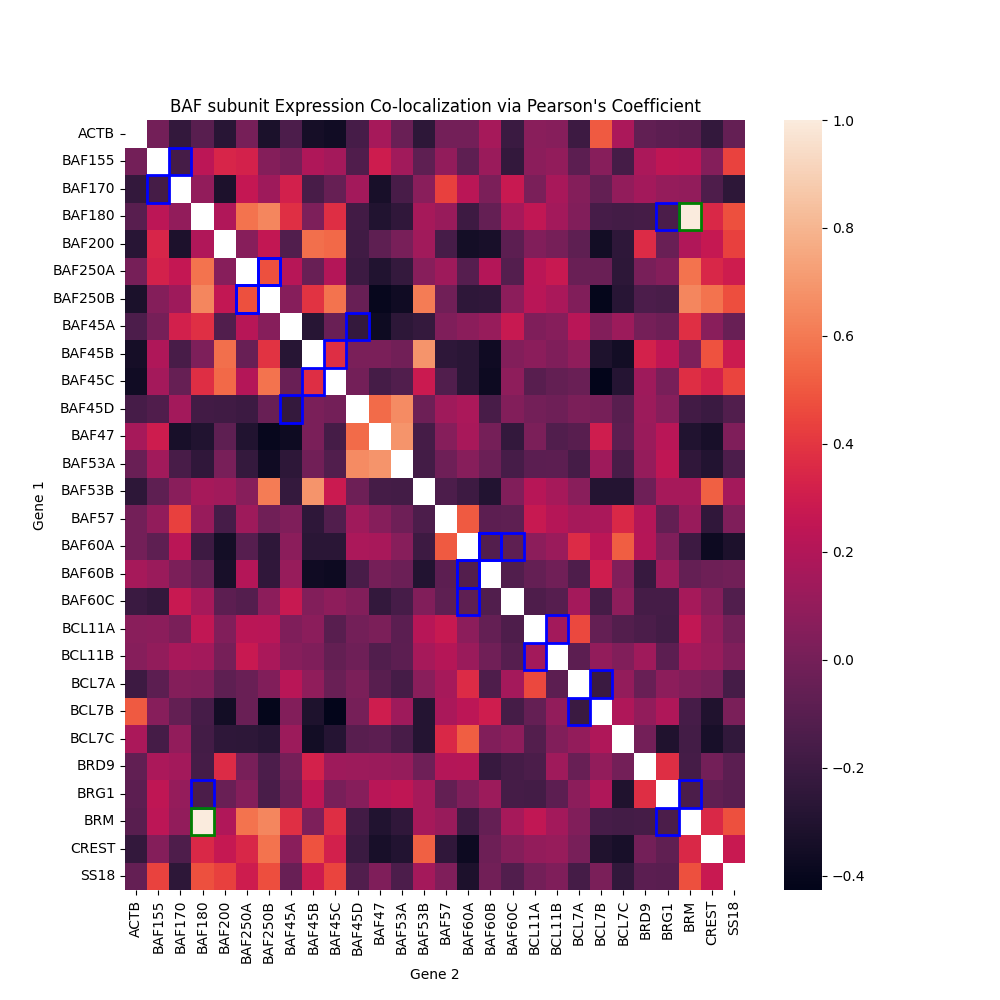 BAF subunit Expression Co-localization via Pearson's Coefficient
ACTB
BAF155
BAF170
BAF180
BAF200
BAF250A
BAF250B
BAF45A
BAF45B
BAF45C
BAF45D
BAF47
BAF53A
BAF53B
BAF57
BAF60A
BAF60B
BAF60C
BCL11A
BCL11B
BCL7A
BCL7B
BCL7C
BRD9
BRG1
BRM
CREST
SS18
Gene 1
ACTB
BAF155
BAF170
BAF180
BAF200
BAF250A
BAF250B
BAF45A
BAF45B
BAF45C
BAF45D
BAF47
BAF53A
BAF53B
BAF57
BAF60A
BAF60B
BAF60C
BCL11A
BCL11B
BCL7A
BCL7B
BCL7C
BRD9
BRG1
BRM
CREST
SS18
Gene 2
1.0
0.8
0.6
0.4
0.2
0.0
−0.2
−0.4